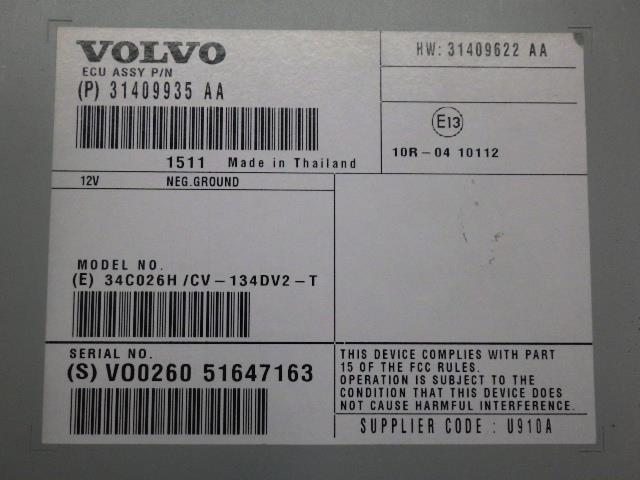 VOLVO
ECU ASSY P/N
(P) 31409935 AA
1511 Made in Thailand
HW: 31409622 AA
E13
10R-04 10112
12V NEG.GROUND
MODEL NO.
(E) 34C026H/CV-134DV2-T
SERIAL NO.
(S) VO0260 51647163
THIS DEVICE COMPLIES WITH PART
15 OF THE FCC RULES.
OPERATION IS SUBJECT TO THE
CONDITION THAT THIS DEVICE DOES
NOT CAUSE HARMFUL INTERFERENCE.
SUPPLIER CODE : U910A